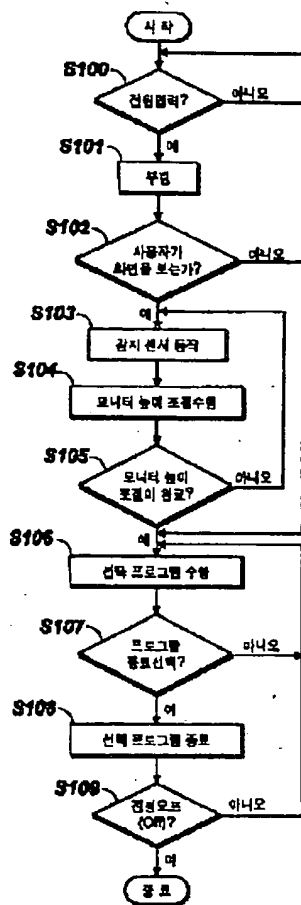 시 작
S100
전원입력?
아니오
예
S101
부팅
S102
사용자가
화면을 보는가?
아니오
예
S103
감지 센서 동작
S104
모니터 높이 조절수행
S105
모니터 높이
조절이 완료?
아니오
예
S106
선택 프로그램 수행
S107
프로그램
종료선택?
아니오
예
S108
선택 프로그램 종료
S109
전원오프
(Off)?
아니오
예
종 료